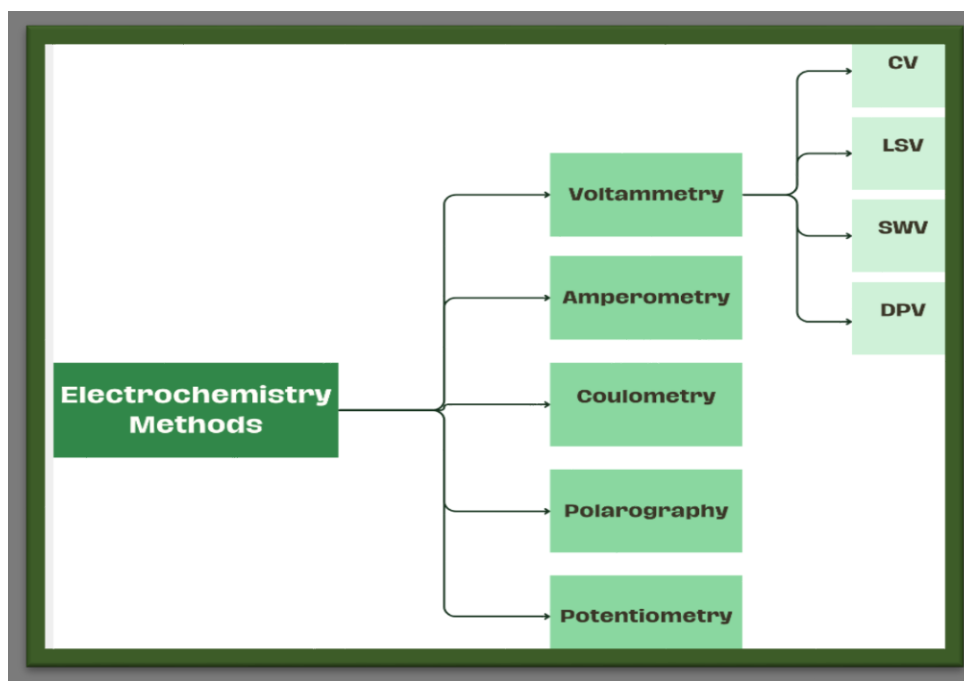 CV
LSV
Voltammetry
SWV
Amperometry
DPV
Electrochemistry
Methods
Coulometry
Polarography
Potentiometry